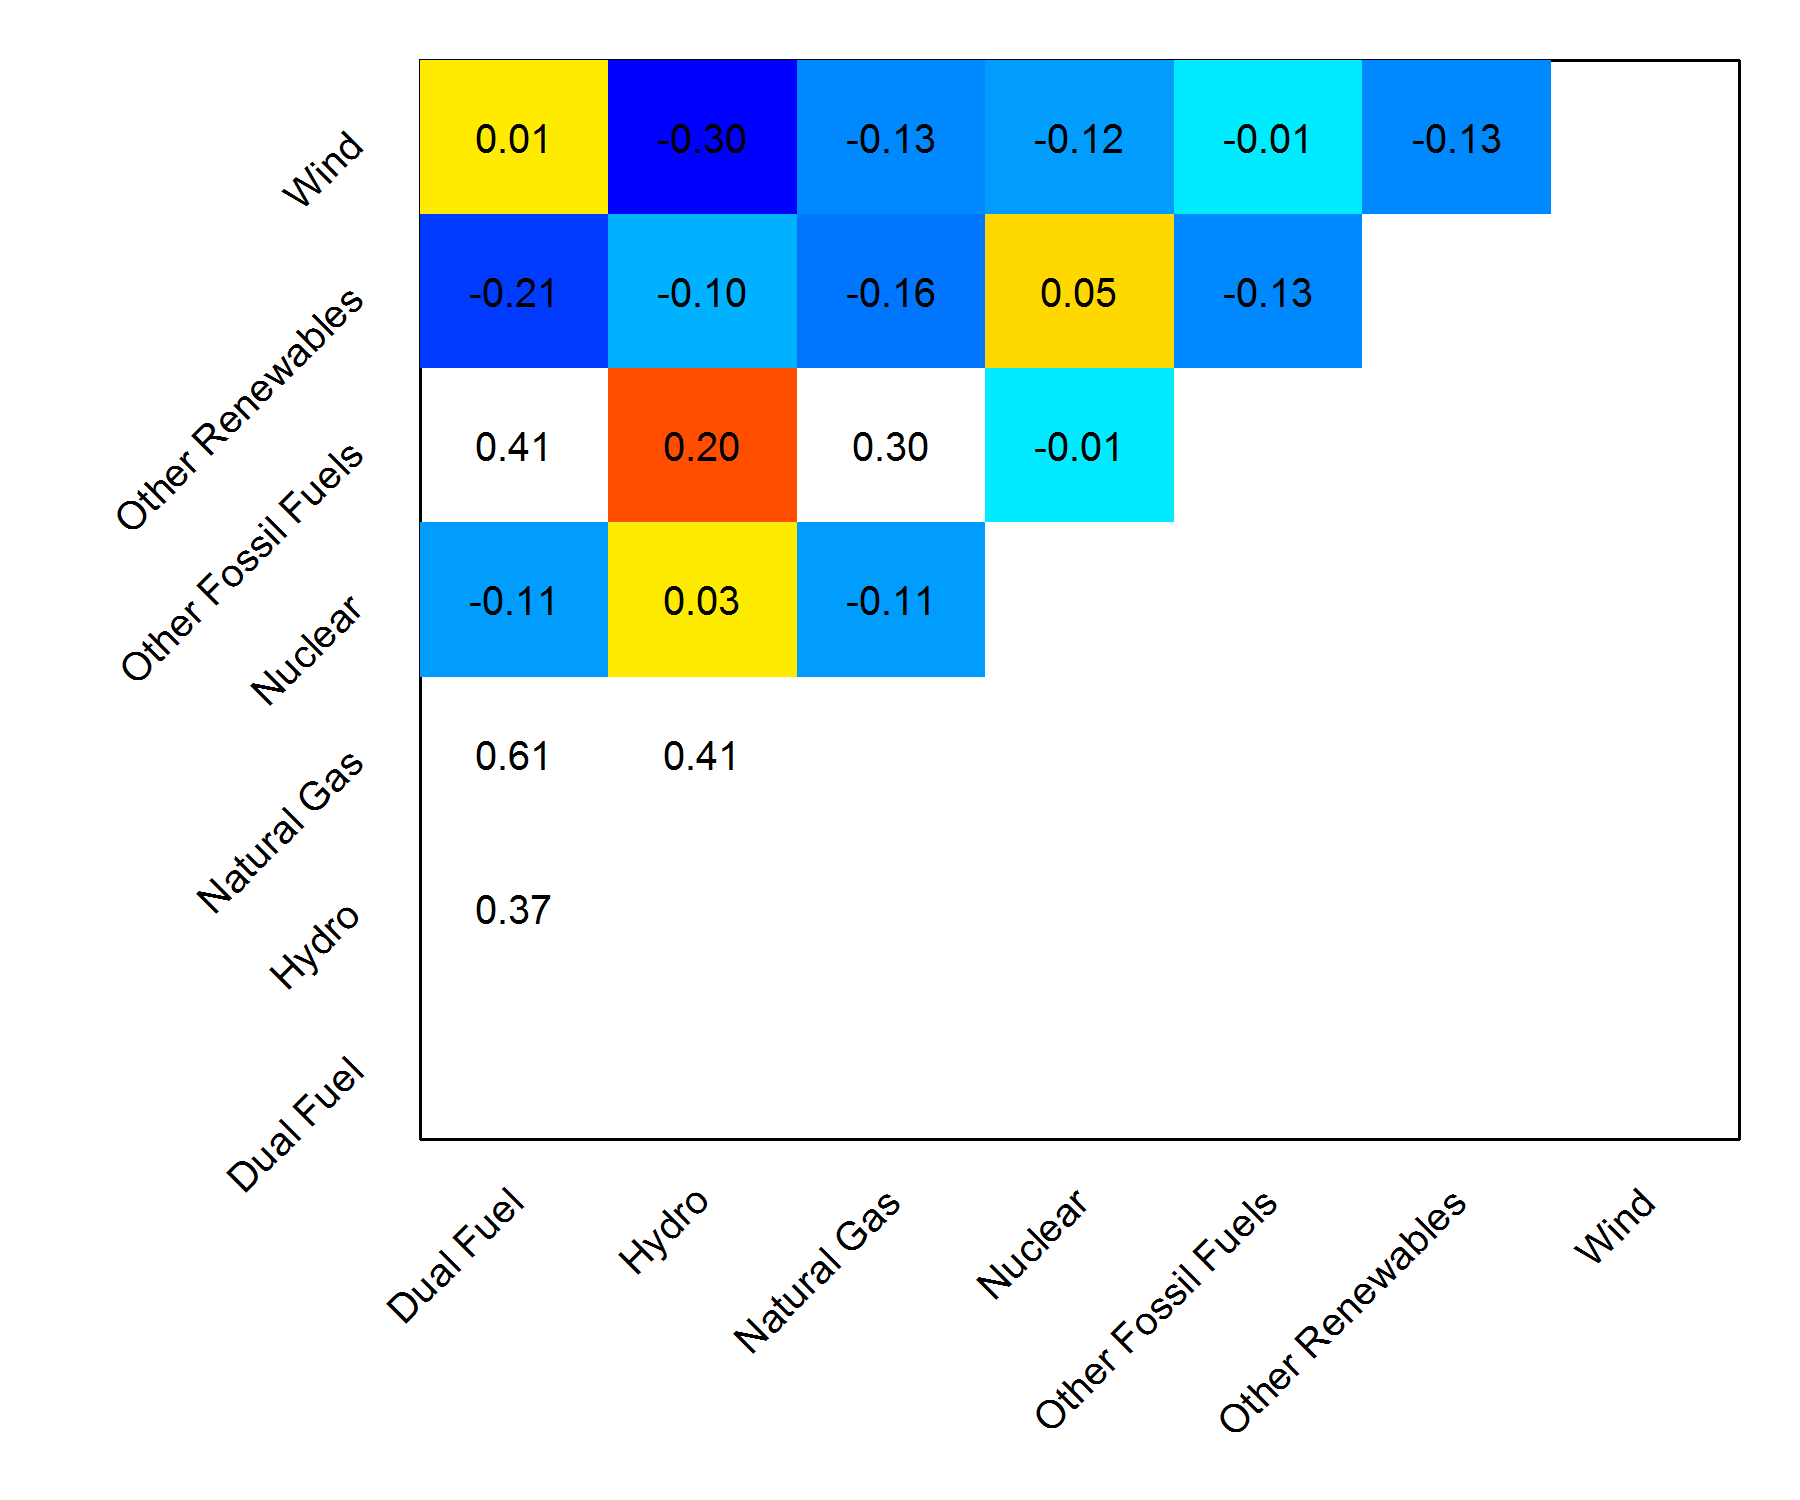 Wind 0.01 -0.30 -0.13 -0.12 -0.01 -0.13
Other Renewables -0.21 -0.10 -0.16 0.05 -0.13
Other Fossil Fuels 0.41 0.20 0.30 -0.01
Nuclear -0.11 0.03 -0.11
Natural Gas 0.61 0.41
Hydro 0.37
Dual Fuel
Dual Fuel Hydro Natural Gas Nuclear Other Fossil Fuels Other Renewables Wind